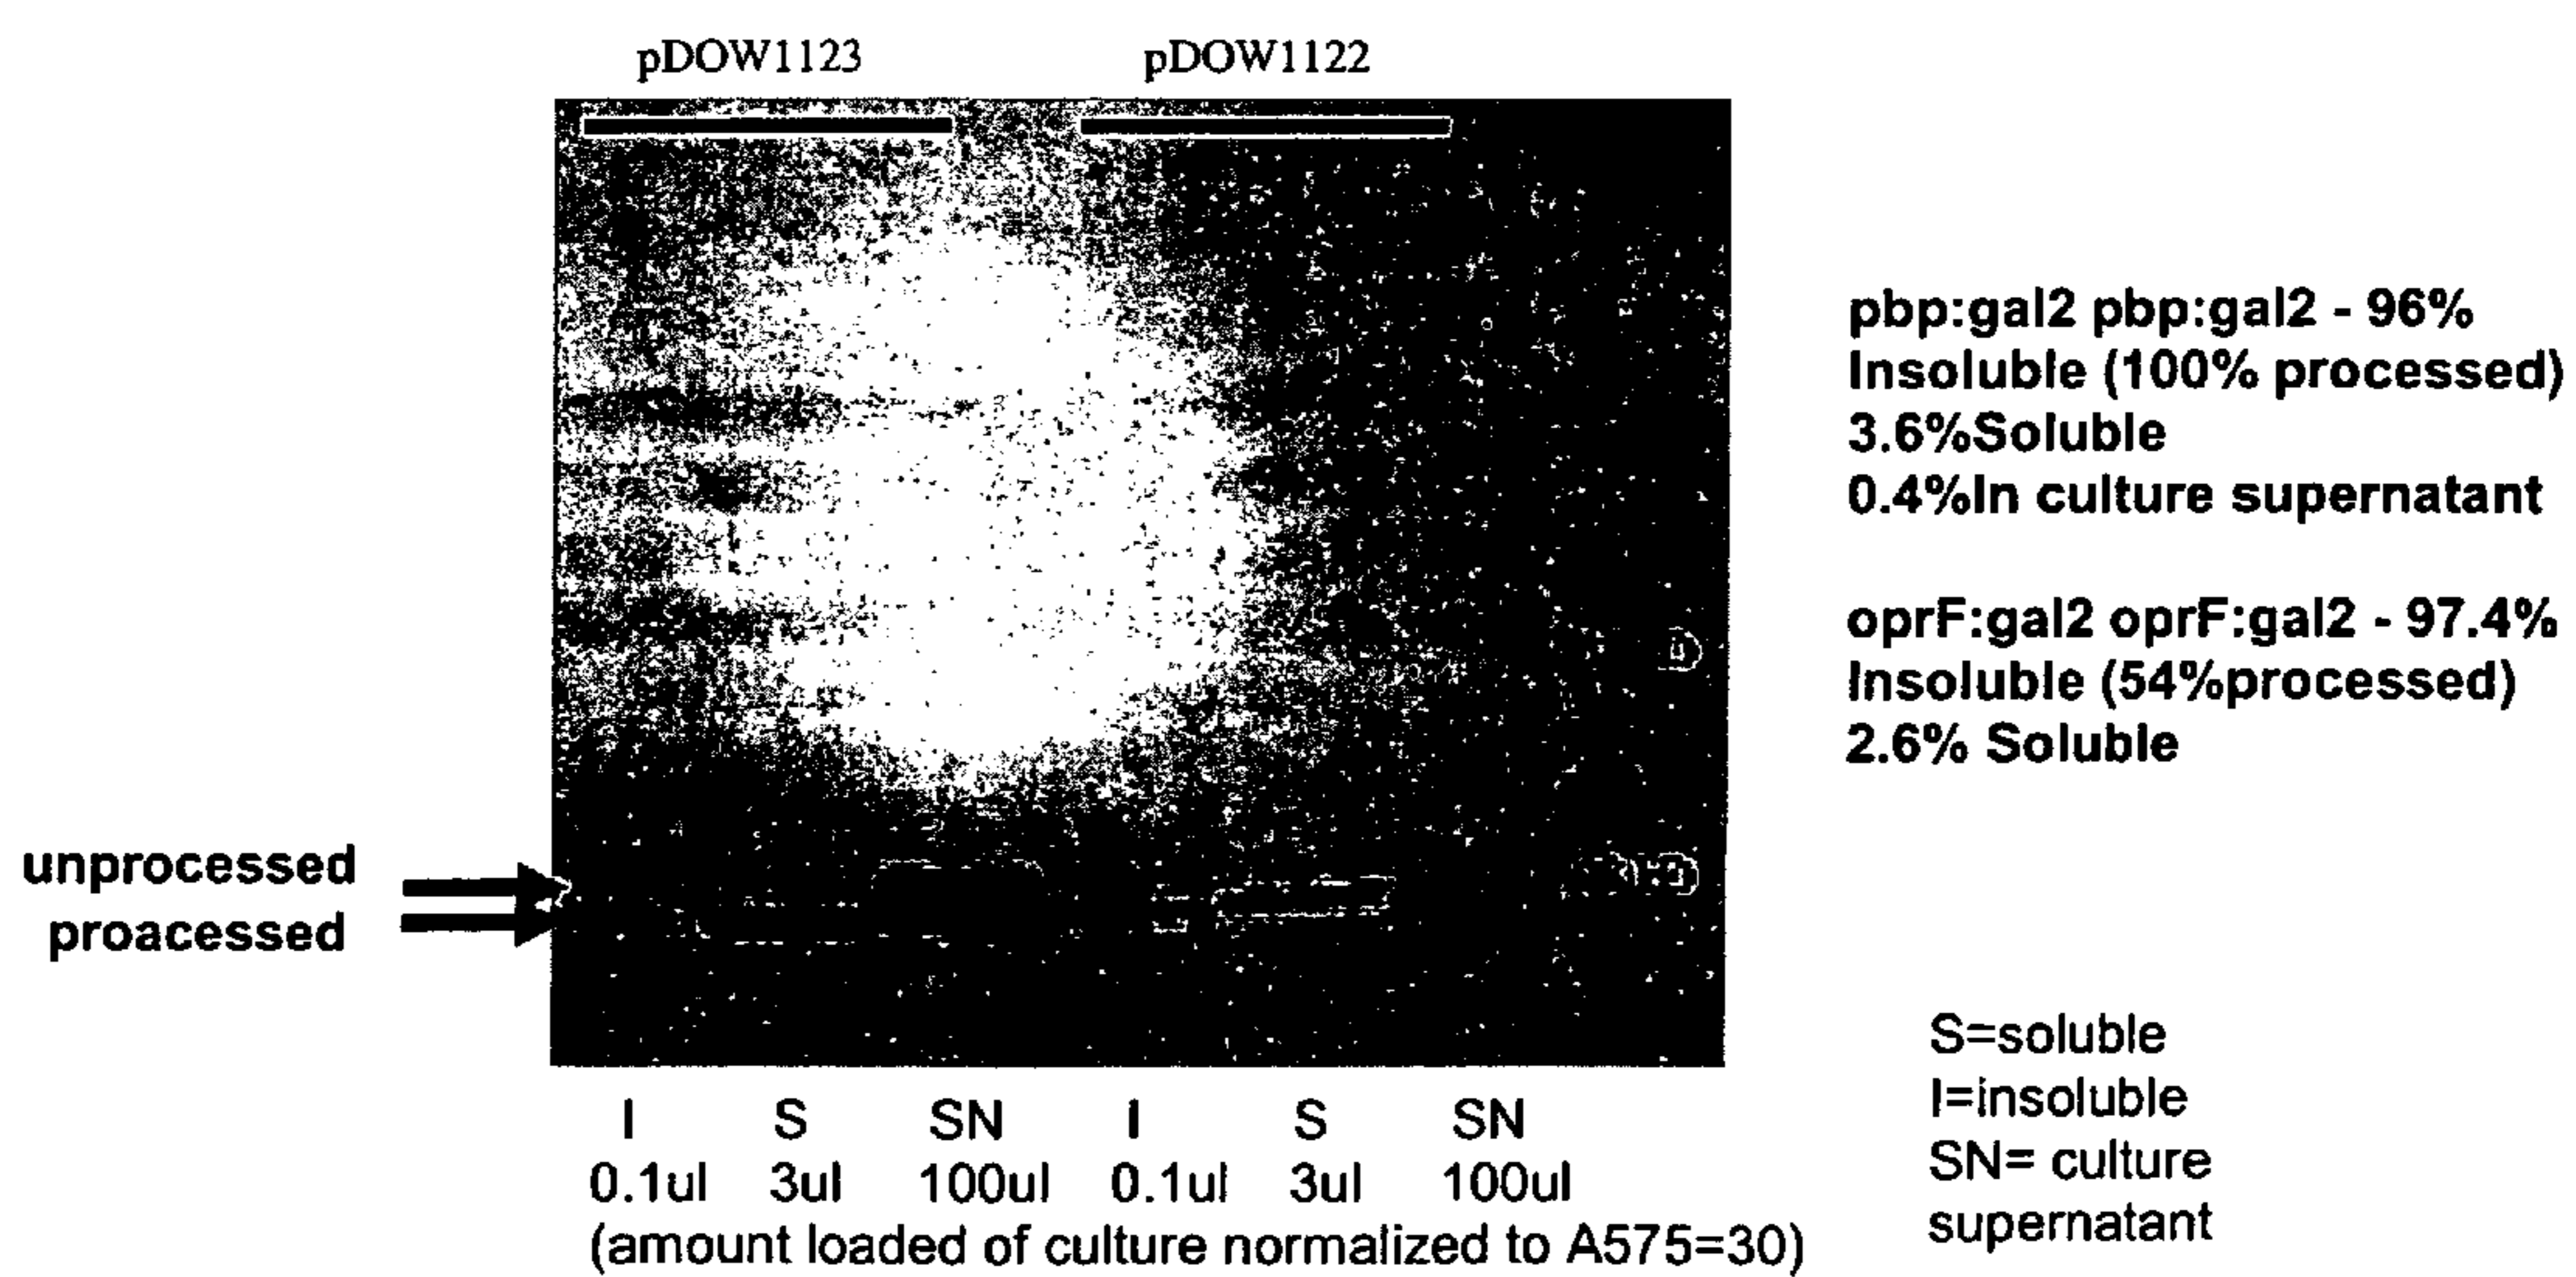 pDOW1123 pDOW1122
pbp:gal2 pbp:gal2 - 96%
Insoluble (100% processed)
3.6%Soluble
0.4%In culture supernatant
oprF:gal2 oprF:gal2 - 97.4%
Insoluble (54%processed)
2.6% Soluble
unprocessed
proacessed
S=soluble
I=insoluble
SN= culture
supernatant
I S SN I S SN
0.1ul 3ul 100ul 0.1ul 3ul 100ul
(amount loaded of culture normalized to A575=30)